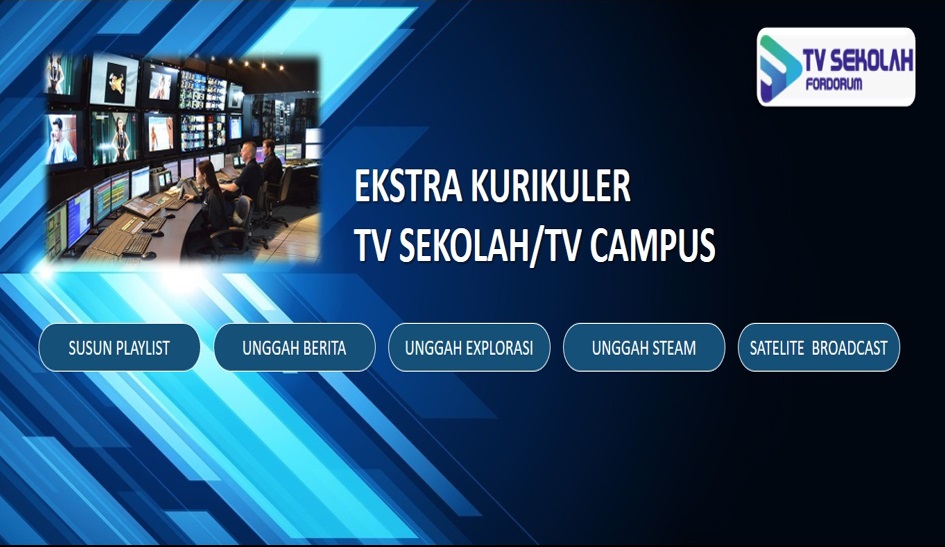 TV SEKOLAH
FORDORUM
EKSTRA KURIKULER
TV SEKOLAH/TV CAMPUS
SUSUN PLAYLIST
UNGGAH BERITA
UNGGAH EXPLORASI
UNGGAH STEAM
SATELITE BROADCAST